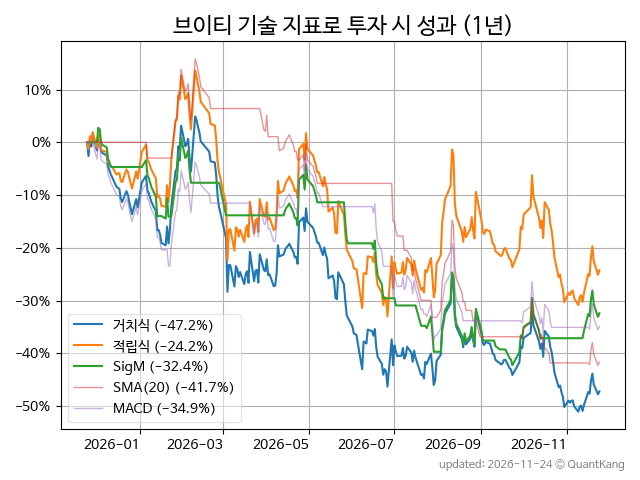 브이티 기술 지표로 투자 시 성과 (1년)
10%
0%
−10%
−20%
−30%
−40%
−50%
거치식 (−47.2%)
적립식 (−24.2%)
SigM (−32.4%)
SMA(20) (−41.7%)
MACD (−34.9%)
2026−01
2026−03
2026−05
2026−07
2026−09
2026−11
updated: 2026−11−24 © QuantKang